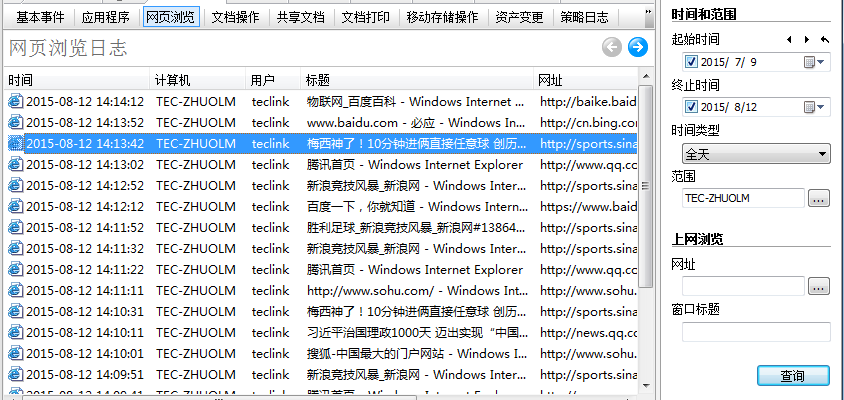 基本事件 应用程序 网页浏览 文档操作 共享文档 文档打印 移动存储操作 资产变更 策略日志
网页浏览日志
时间 计算机 用户 标题 网址
2015-08-12 14:14:12 TEC-ZHUOLM teclink 物联网_百度百科 - Windows Internet ... http://baike.baid
2015-08-12 14:13:52 TEC-ZHUOLM teclink www.baidu.com - 必应 - Windows In... http://cn.bing.com
2015-08-12 14:13:42 TEC-ZHUOLM teclink 梅西神了！10分钟进俩直接任意球 创历... http://sports.sina
2015-08-12 14:13:02 TEC-ZHUOLM teclink 腾讯首页 - Windows Internet Explorer http://www.qq.cc
2015-08-12 14:12:52 TEC-ZHUOLM teclink 新浪竞技风暴_新浪网 - Windows Inter... http://sports.sina
2015-08-12 14:12:12 TEC-ZHUOLM teclink 百度一下，你就知道 - Windows Intern... https://www.baid
2015-08-12 14:11:52 TEC-ZHUOLM teclink 胜利足球_新浪竞技风暴_新浪网#13864... http://sports.sina
2015-08-12 14:11:32 TEC-ZHUOLM teclink 新浪竞技风暴_新浪网 - Windows Inter... http://sports.sina
2015-08-12 14:11:22 TEC-ZHUOLM teclink 腾讯首页 - Windows Internet Explorer http://www.qq.cc
2015-08-12 14:11:11 TEC-ZHUOLM teclink http://www.sohu.com/ - Windows Int... http://www.sohu.
2015-08-12 14:10:31 TEC-ZHUOLM teclink 梅西神了！10分钟进俩直接任意球 创历... http://sports.sina
2015-08-12 14:10:11 TEC-ZHUOLM teclink 习近平治国理政1000天 迈出实现“中国... http://news.qq.cc
2015-08-12 14:10:01 TEC-ZHUOLM teclink 搜狐-中国最大的门户网站 - Windows I... http://www.sohu.
2015-08-12 14:09:51 TEC-ZHUOLM teclink 新浪竞技风暴_新浪网 - Windows Inter... http://sports.sina
时间和范围
起始时间
2015/ 7/ 9
终止时间
2015/ 8/12
时间类型
全天
范围
TEC-ZHUOLM ...
上网浏览
网址
...
窗口标题
查询